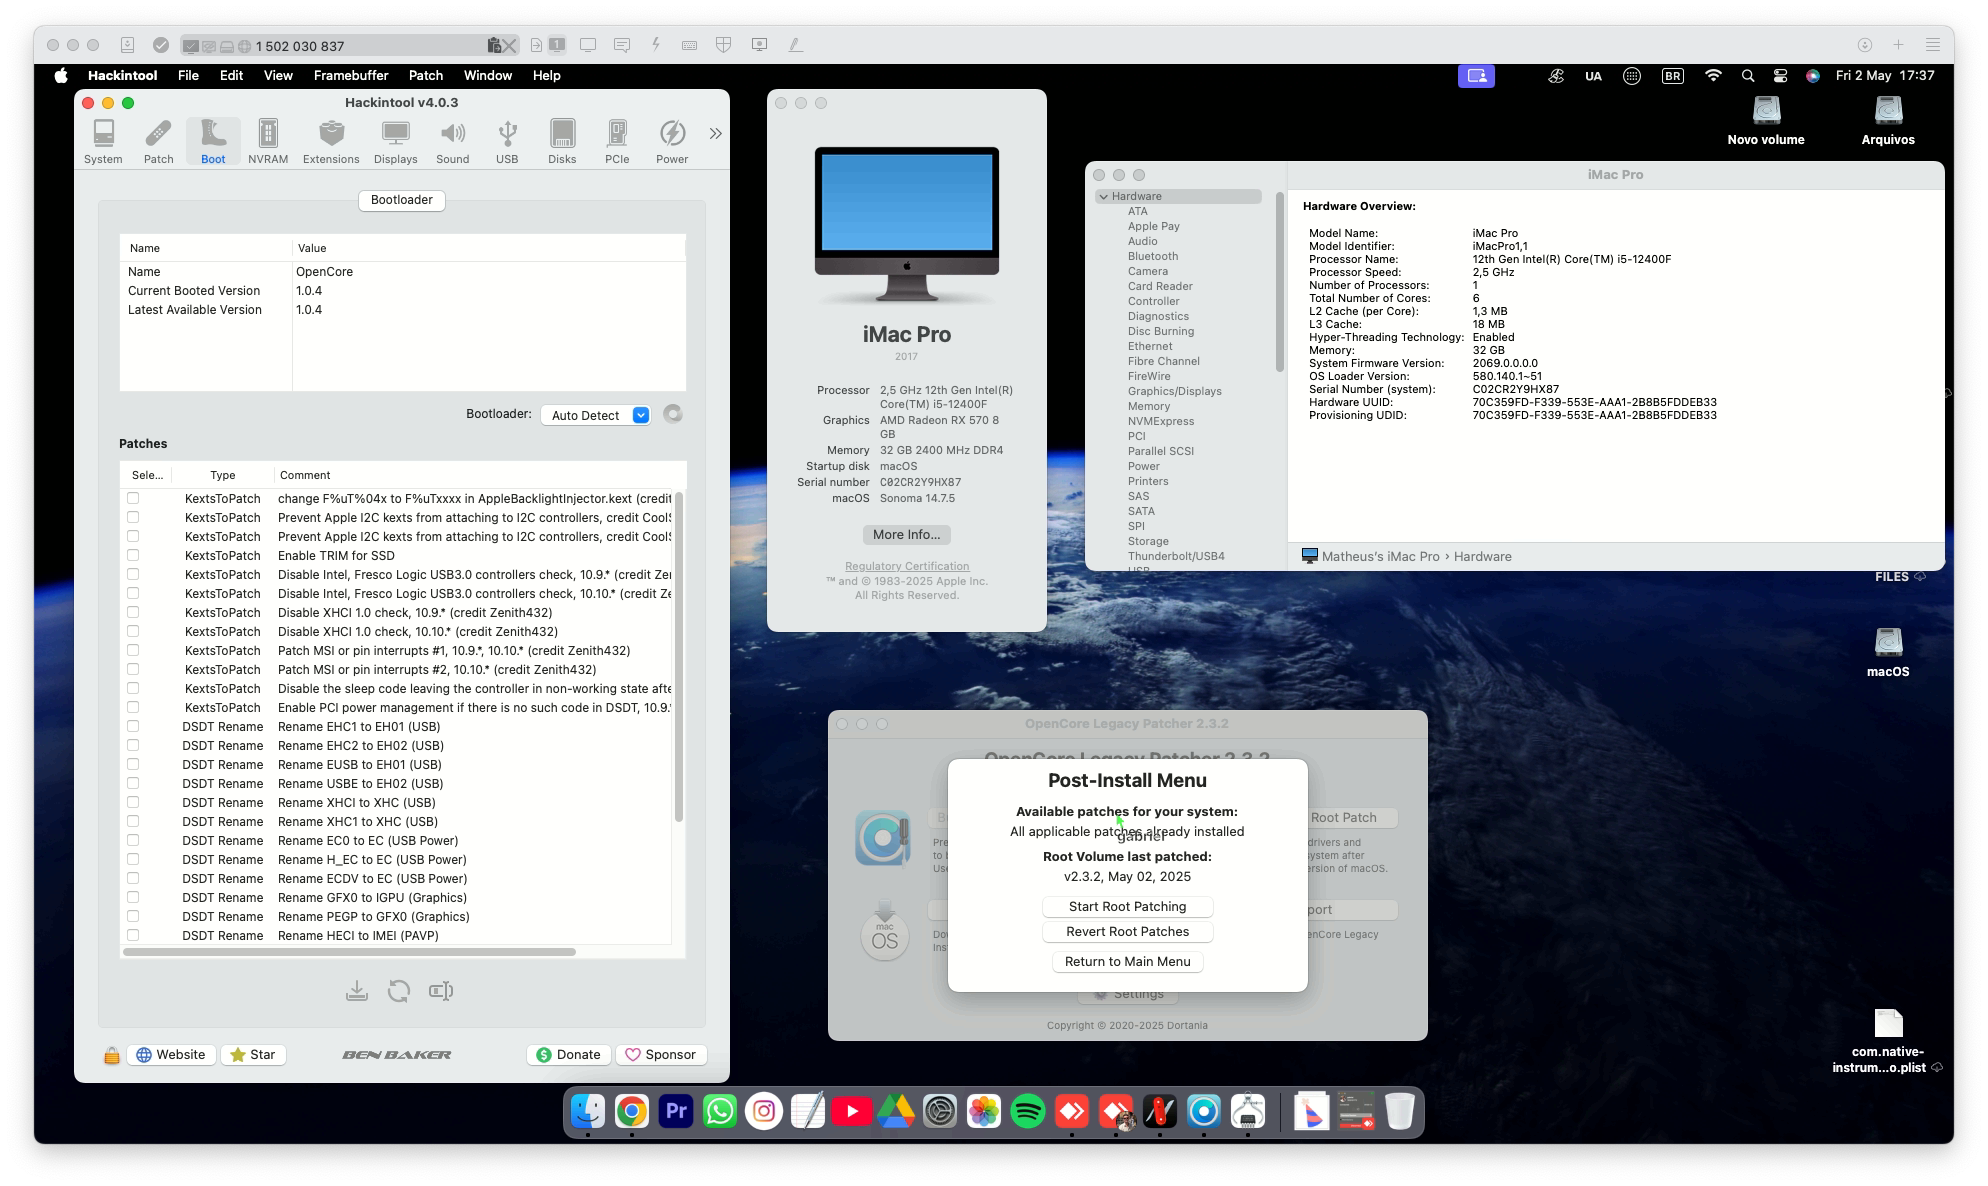 1 502 030 837
1
Hackintool File Edit View Framebuffer Patch Window Help
UA BR Fri 2 May 17:37
Hackintool v4.0.3
System Patch Boot NVRAM Extensions Displays Sound USB Disks PCIe Power
Bootloader
Name Value
Name OpenCore
Current Booted Version 1.0.4
Latest Available Version 1.0.4
Bootloader: Auto Detect
Patches
Sele... Type Comment
KextsToPatch change F%uT%04x to F%uTxxxx in AppleBacklightInjector.kext (credit
KextsToPatch Prevent Apple I2C kexts from attaching to I2C controllers, credit Cool
KextsToPatch Prevent Apple I2C kexts from attaching to I2C controllers, credit Cool
KextsToPatch Enable TRIM for SSD
KextsToPatch Disable Intel, Fresco Logic USB3.0 controllers check, 10.9.* (credit Ze
KextsToPatch Disable Intel, Fresco Logic USB3.0 controllers check, 10.10.* (credit Ze
KextsToPatch Disable XHCI 1.0 check, 10.9.* (credit Zenith432)
KextsToPatch Disable XHCI 1.0 check, 10.10.* (credit Zenith432)
KextsToPatch Patch MSI or pin interrupts #1, 10.9.*, 10.10.* (credit Zenith432)
KextsToPatch Patch MSI or pin interrupts #2, 10.10.* (credit Zenith432)
KextsToPatch Disable the sleep code leaving the controller in non-working state afte
KextsToPatch Enable PCI power management if there is no such code in DSDT, 10.9.
DSDT Rename Rename EHC1 to EH01 (USB)
DSDT Rename Rename EHC2 to EH02 (USB)
DSDT Rename Rename EUSB to EH01 (USB)
DSDT Rename Rename USBE to EH02 (USB)
DSDT Rename Rename XHCI to XHC (USB)
DSDT Rename Rename XHC1 to XHC (USB)
DSDT Rename Rename EC0 to EC (USB Power)
DSDT Rename Rename H_EC to EC (USB Power)
DSDT Rename Rename ECDV to EC (USB Power)
DSDT Rename Rename GFX0 to IGPU (Graphics)
DSDT Rename Rename PEGP to GFX0 (Graphics)
DSDT Rename Rename HECI to IMEI (PAVP)
Website Star BEN BAKER Donate Sponsor
iMac Pro
2017
Processor 2,5 GHz 12th Gen Intel(R)
Core(TM) i5-12400F
Graphics AMD Radeon RX 570 8
GB
Memory 32 GB 2400 MHz DDR4
Startup disk macOS
Serial number C02CR2Y9HX87
macOS Sonoma 14.7.5
More Info...
Regulatory Certification
™ and © 1983-2025 Apple Inc.
All Rights Reserved.
Novo volume
Arquivos
iMac Pro
Hardware
ATA
Apple Pay
Audio
Bluetooth
Camera
Card Reader
Controller
Diagnostics
Disc Burning
Ethernet
Fibre Channel
FireWire
Graphics/Displays
Memory
NVMExpress
PCI
Parallel SCSI
Power
Printers
SAS
SATA
SPI
Storage
Thunderbolt/USB4
USB
Hardware Overview:
Model Name: iMac Pro
Model Identifier: iMacPro1,1
Processor Name: 12th Gen Intel(R) Core(TM) i5-12400F
Processor Speed: 2,5 GHz
Number of Processors: 1
Total Number of Cores: 6
L2 Cache (per Core): 1,3 MB
L3 Cache: 18 MB
Hyper-Threading Technology: Enabled
Memory: 32 GB
System Firmware Version: 2069.0.0.0.0
OS Loader Version: 580.140.1~51
Serial Number (system): C02CR2Y9HX87
Hardware UUID: 70C359FD-F339-553E-AAA1-2B8B5FDDEB33
Provisioning UDID: 70C359FD-F339-553E-AAA1-2B8B5FDDEB33
Matheus's iMac Pro › Hardware
FILES
macOS
com.native-
instrum...o.plist
OpenCore Legacy Patcher 2.3.2
OpenCore Legacy Patcher 2.3.2
Root Patch
drivers and
system after
version of macOS.
mac
OS
Settings
Copyright © 2020-2025 Dortania
Post-Install Menu
Available patches for your system:
All applicable patches already installed
gabriel
Root Volume last patched:
v2.3.2, May 02, 2025
Start Root Patching
Revert Root Patches
Return to Main Menu
Pr